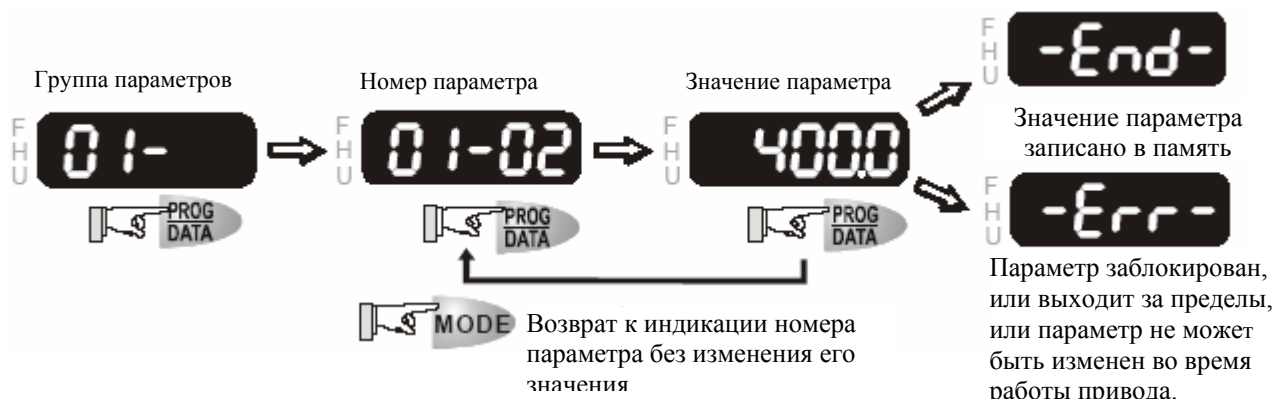 Группа параметров
Номер параметра
Значение параметра
F
H
U
01-
F
H
U
01-02
F
H
U
400.0
F
H
U
-End-
Значение параметра
записано в память
F
H
U
-Err-
PROG
DATA
PROG
DATA
PROG
DATA
MODE
Возврат к индикации номера
параметра без изменения его
значения
Параметр заблокирован,
или выходит за пределы,
или параметр не может
быть изменен во время
работы привода.